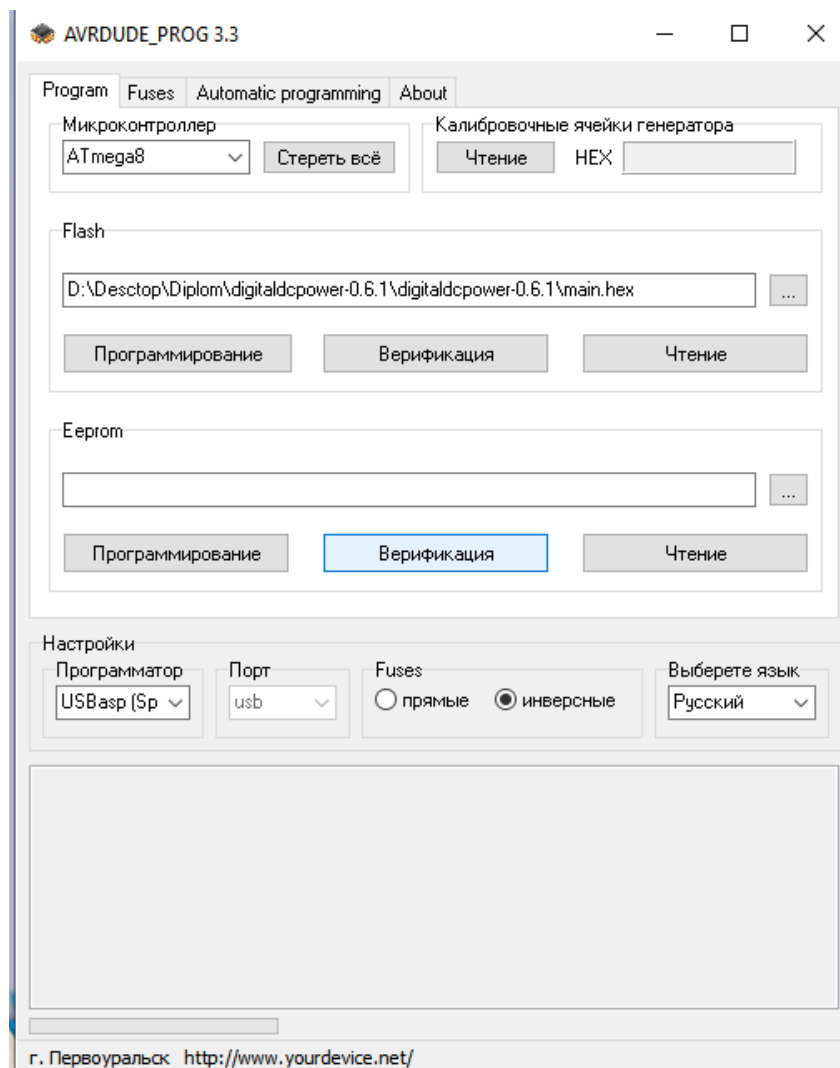 AVRDUDE_PROG 3.3
Program Fuses Automatic programming About
Микроконтроллер Калибровочные ячейки генератора
ATmega8 Стереть всё Чтение HEX
Flash
D:\Desctop\Diplom\digitaldcpower-0.6.1\digitaldcpower-0.6.1\main.hex ...
Программирование Верификация Чтение
Eeprom
...
Программирование Верификация Чтение
Настройки
Программатор Порт Fuses Выберете язык
USBasp (Sp usb прямые инверсные Русский
г. Первоуральск http://www.yourdevice.net/